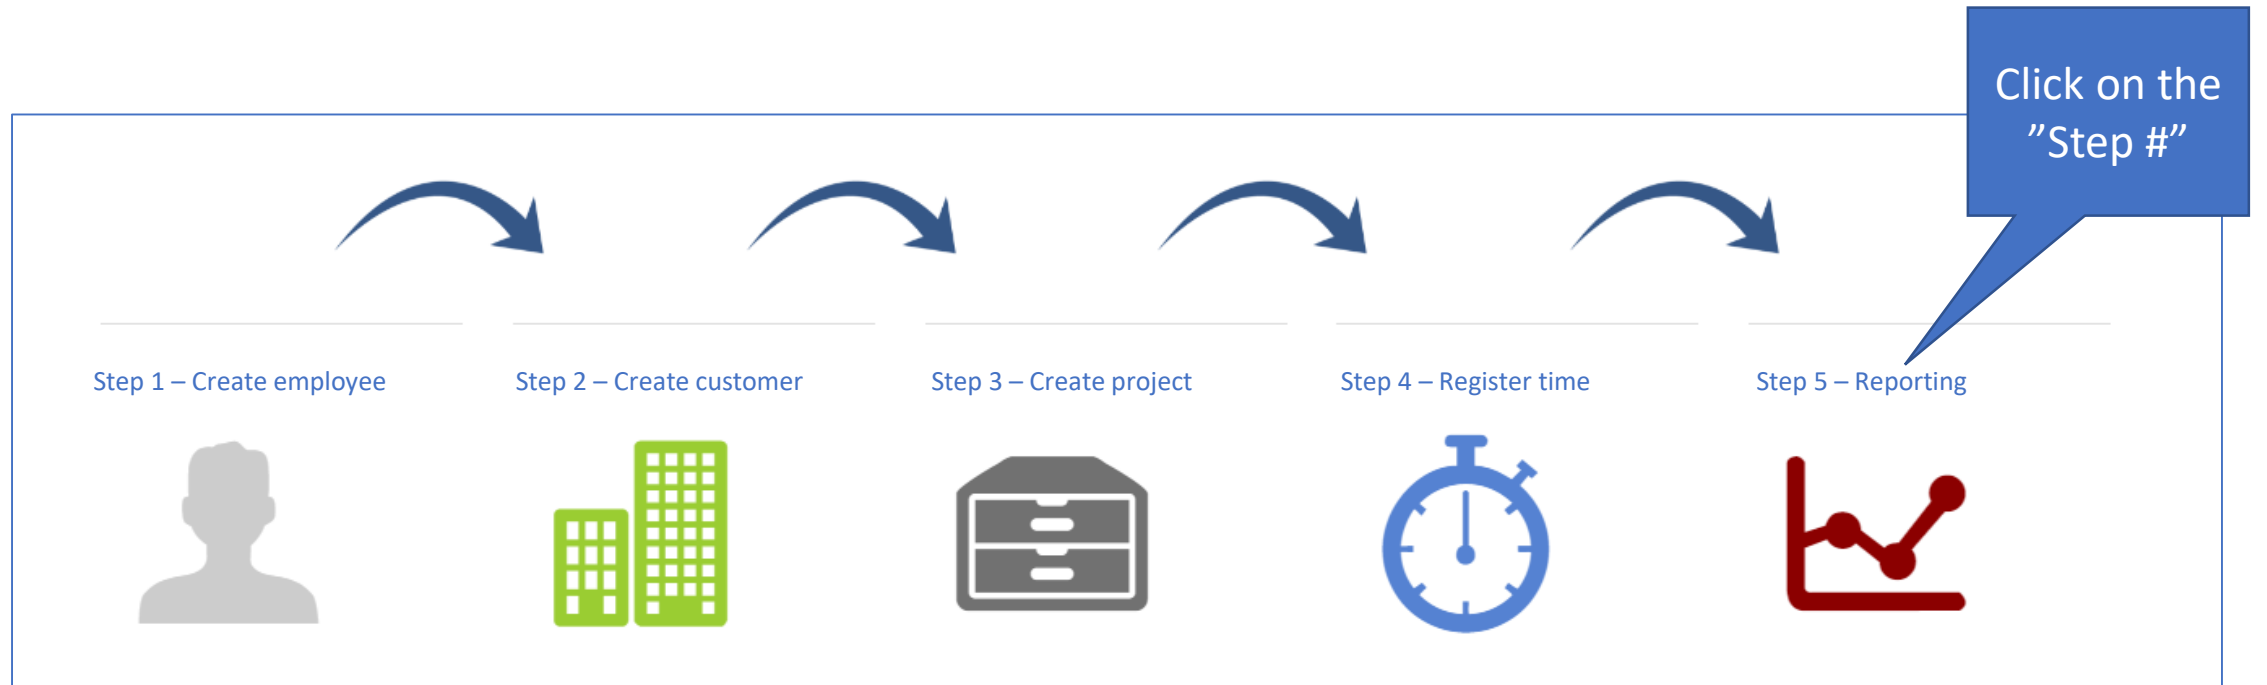 Click on the
”Step #”
Step 1 – Create employee
Step 2 – Create customer
Step 3 – Create project
Step 4 – Register time
Step 5 – Reporting